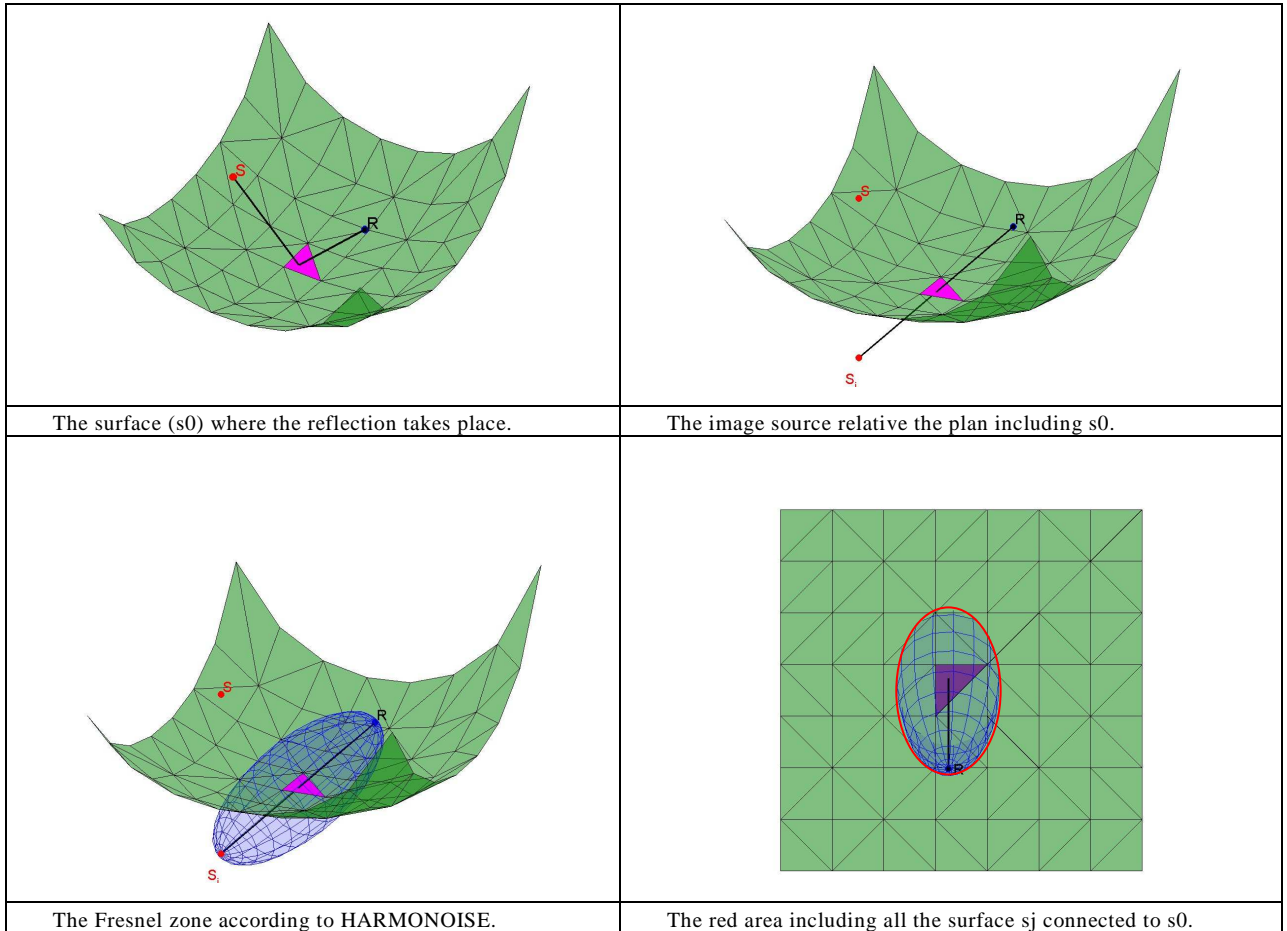 S
R
S
R
Si
The surface (s0) where the reflection takes place.
The image source relative the plan including s0.
S
R
Si
R
The Fresnel zone according to HARMONOISE.
The red area including all the surface sj connected to s0.